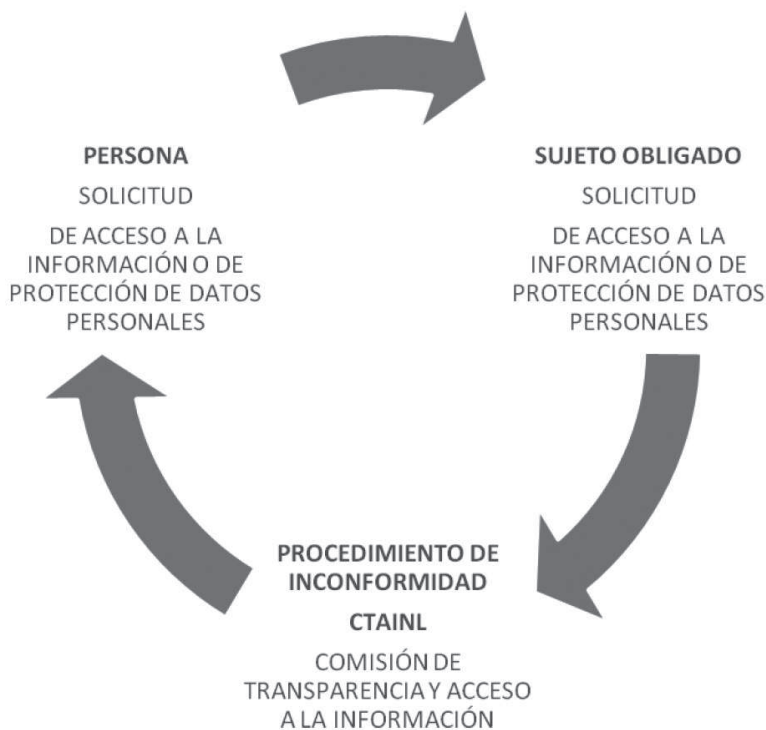 PERSONA
SOLICITUD
DE ACCESO A LA
INFORMACIÓN O DE
PROTECCIÓN DE DATOS
PERSONALES
SUJETO OBLIGADO
SOLICITUD
DE ACCESO A LA
INFORMACIÓN O DE
PROTECCIÓN DE DATOS
PERSONALES
PROCEDIMIENTO DE
INCONFORMIDAD
CTAINL
COMISIÓN DE
TRANSPARENCIA Y ACCESO
A LA INFORMACIÓN